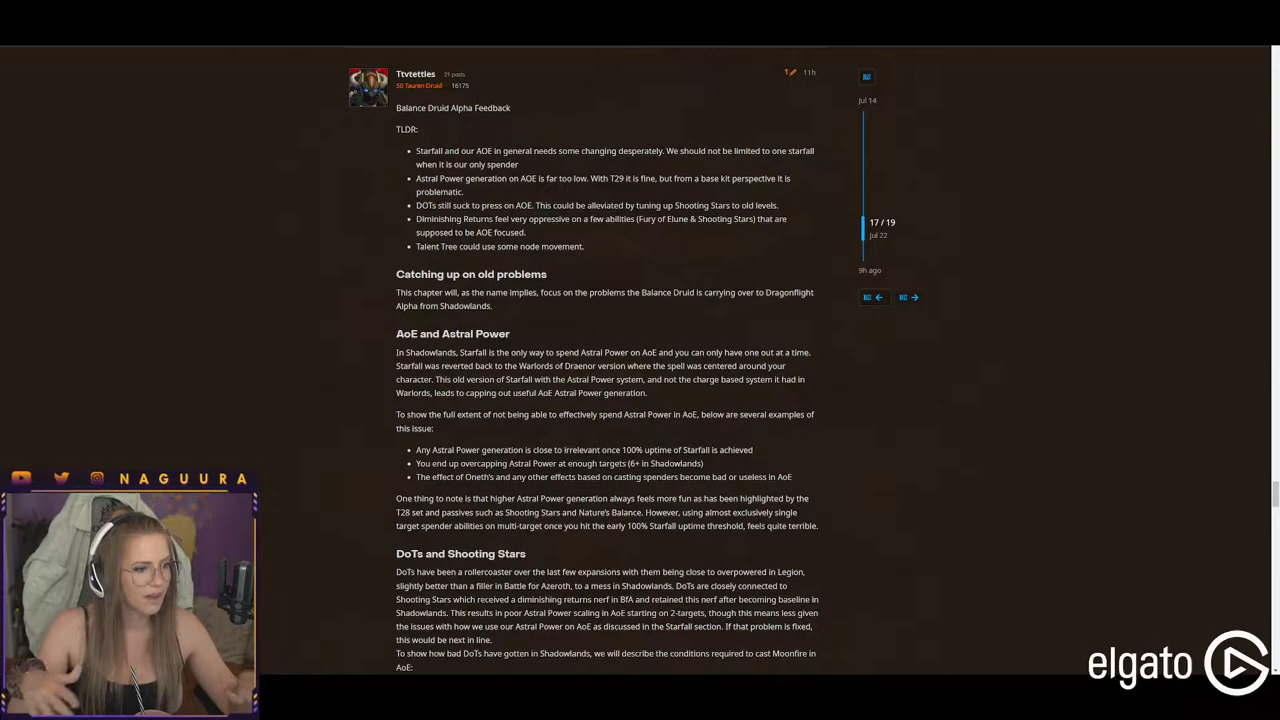 Ttvtettles 21 posts
1 11h
50 Tauren Druid 16175
Jul 14
Balance Druid Alpha Feedback
TLDR:
Starfall and our AOE in general needs some changing desperately. We should not be limited to one starfall
when it is our only spender
Astral Power generation on AOE is far too low. With T29 it is fine, but from a base kit perspective it is
problematic.
DOTs still suck to press on AOE. This could be alleviated by tuning up Shooting Stars to old levels.
Diminishing Returns feel very oppressive on a few abilities (Fury of Elune & Shooting Stars) that are
supposed to be AOE focused.
Talent Tree could use some node movement.
17 / 19
Jul 22
9h ago
Catching up on old problems
This chapter will, as the name implies, focus on the problems the Balance Druid is carrying over to Dragonflight
Alpha from Shadowlands.
AoE and Astral Power
In Shadowlands, Starfall is the only way to spend Astral Power on AoE and you can only have one out at a time.
Starfall was reverted back to the Warlords of Draenor version where the spell was centered around your
character. This old version of Starfall with the Astral Power system, and not the charge based system it had in
Warlords, leads to capping out useful AoE Astral Power generation.
To show the full extent of not being able to effectively spend Astral Power in AoE, below are several examples of
this issue:
Any Astral Power generation is close to irrelevant once 100% uptime of Starfall is achieved
You end up overcapping Astral Power at enough targets (6+ in Shadowlands)
The effect of Oneth's and any other effects based on casting spenders become bad or useless in AoE
One thing to note is that higher Astral Power generation always feels more fun as has been highlighted by the
T28 set and passives such as Shooting Stars and Nature's Balance. However, using almost exclusively single
target spender abilities on multi-target once you hit the early 100% Starfall uptime threshold, feels quite terrible.
DoTs and Shooting Stars
DoTs have been a rollercoaster over the last few expansions with them being close to overpowered in Legion,
slightly better than a filler in Battle for Azeroth, to a mess in Shadowlands. DoTs are closely connected to
Shooting Stars which received a diminishing returns nerf in BfA and retained this nerf after becoming baseline in
Shadowlands. This results in poor Astral Power scaling in AoE starting on 2-targets, though this means less given
the issues with how we use our Astral Power on AoE as discussed in the Starfall section. If that problem is fixed,
this would be next in line.
To show how bad DoTs have gotten in Shadowlands, we will describe the conditions required to cast Moonfire in
AoE:
NAGUURA
elgato